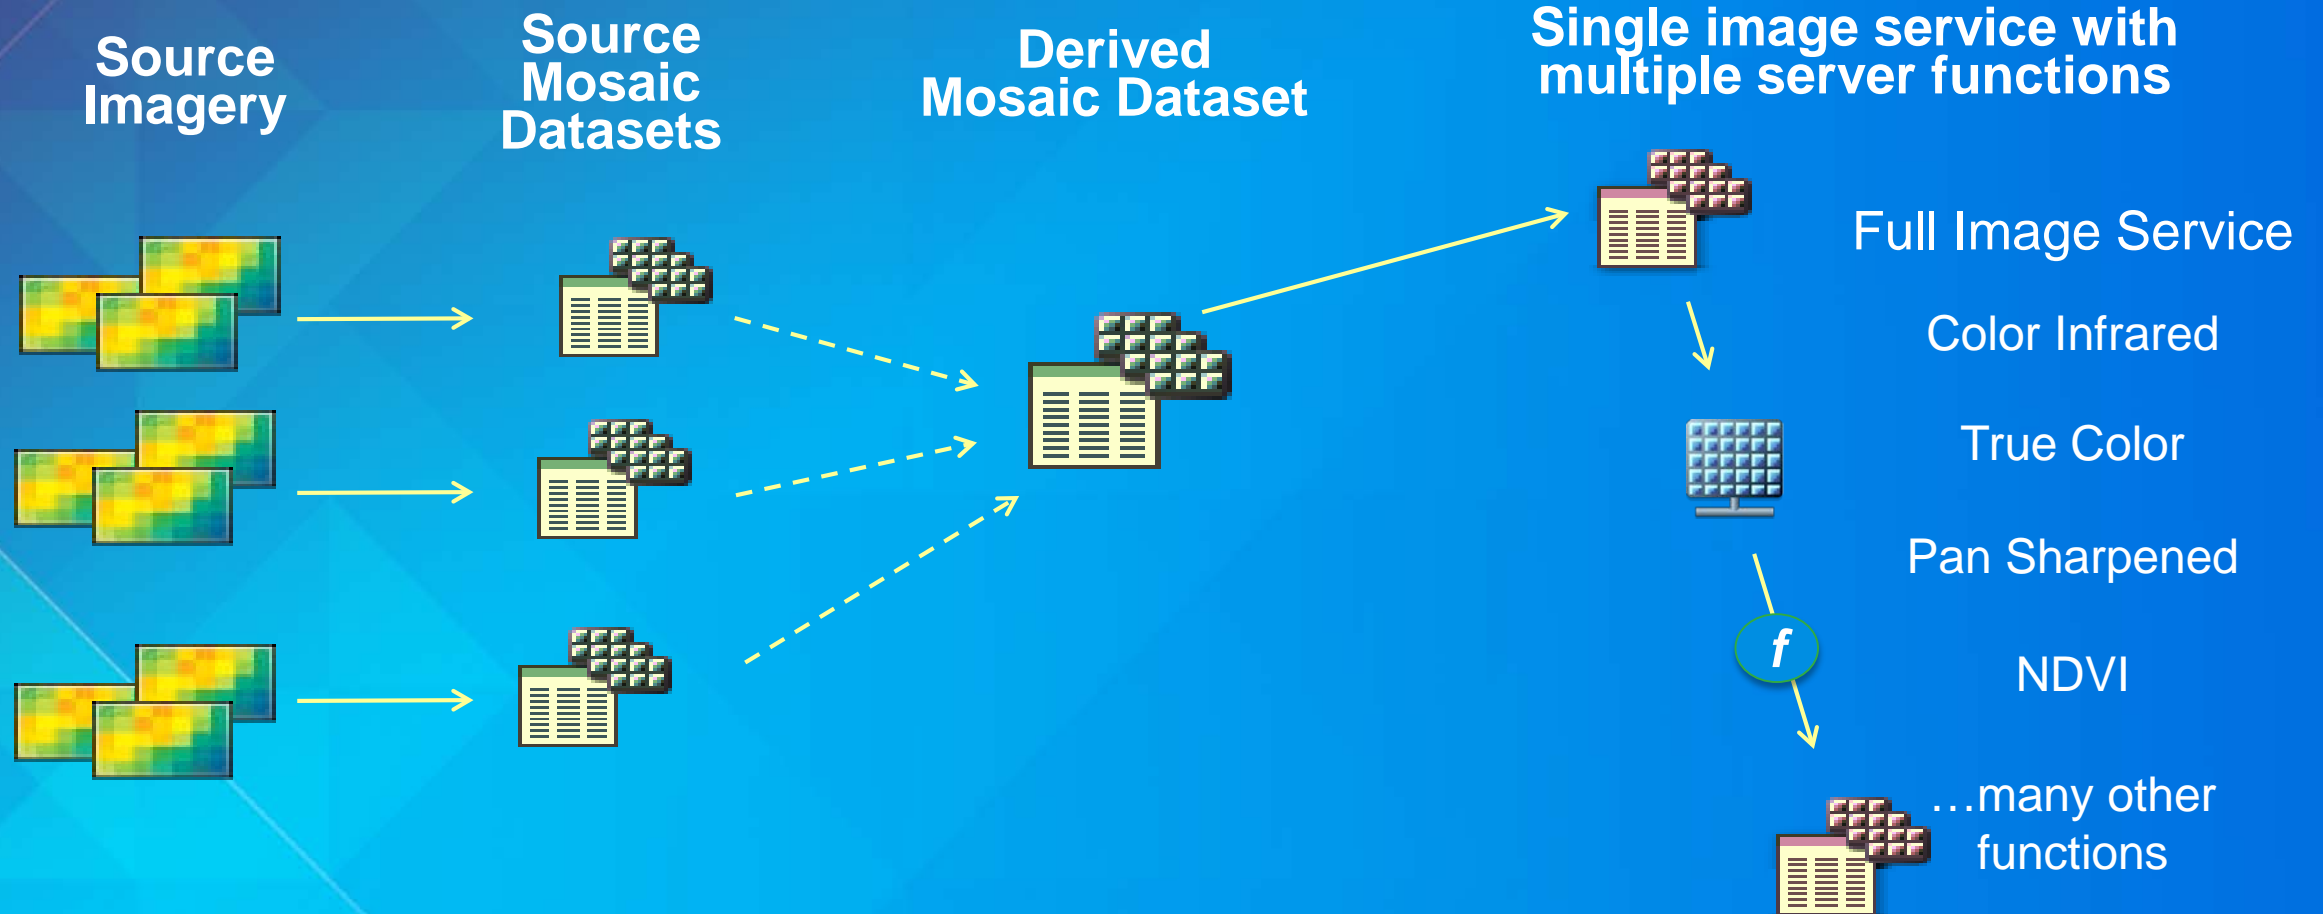 Source
Imagery
Source
Mosaic
Datasets
Derived
Mosaic Dataset
Single image service with
multiple server functions
Full Image Service
Color Infrared
True Color
Pan Sharpened
f
NDVI
…many other
functions